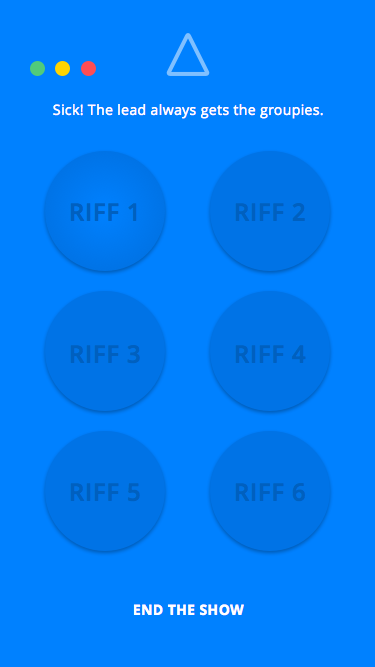 Sick! The lead always gets the groupies.
RIFF 1
RIFF 2
RIFF 3
RIFF 4
RIFF 5
RIFF 6
END THE SHOW